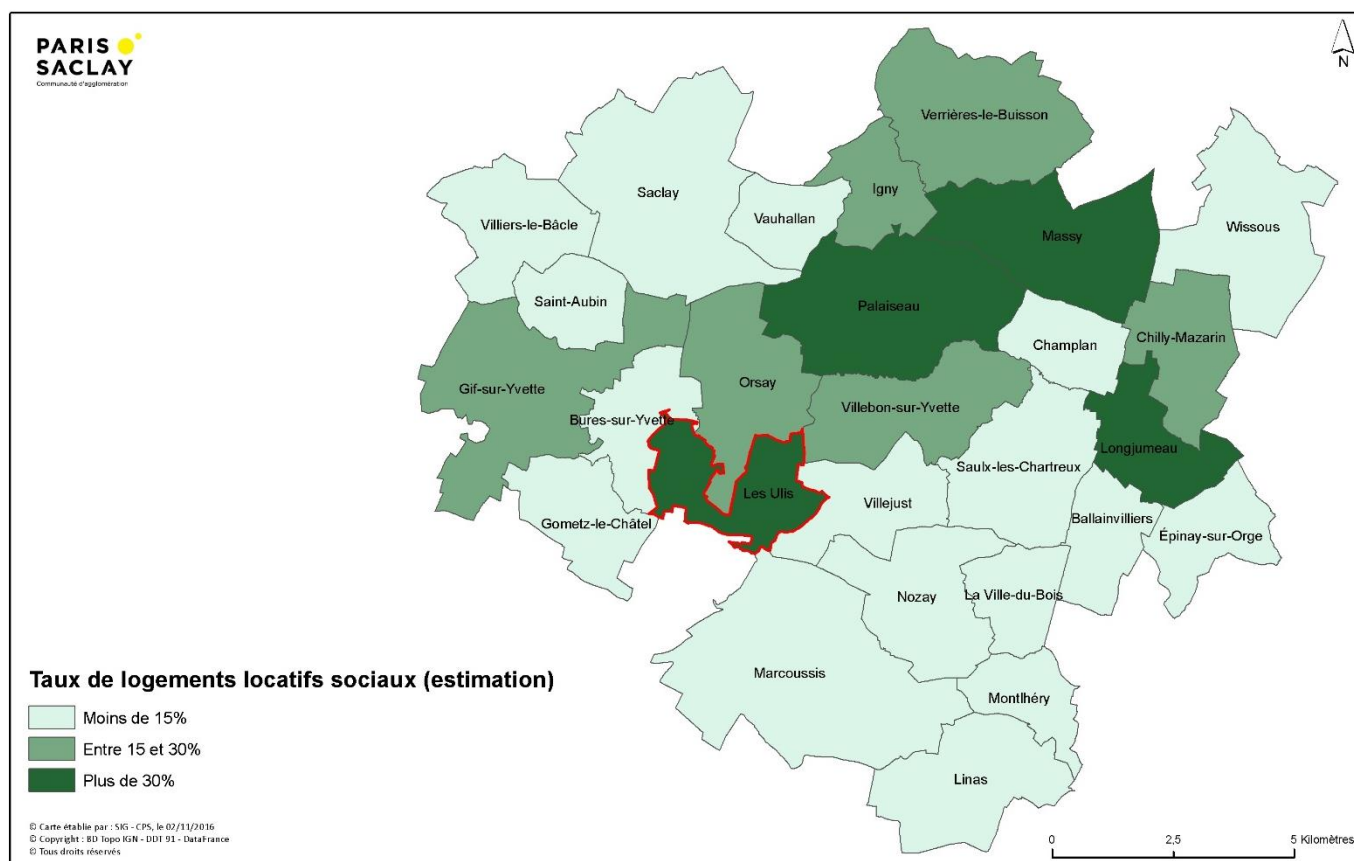 PARIS
SACLAY
Communauté d'agglomération
N
Verrières-le-Buisson
Igny
Saclay
Vauhallan
Villiers-le-Bâcle
Massy
Wissous
Saint-Aubin
Palaiseau
Champlan
Chilly-Mazarin
Gif-sur-Yvette
Orsay
Villebon-sur-Yvette
Bures-sur-Yvette
Longjumeau
Saulx-les-Chartreux
Les Ulis
Villejust
Gometz-le-Châtel
Ballainvilliers
Épinay-sur-Orge
Nozay
La Ville-du-Bois
Marcoussis
Montlhéry
Linas
Taux de logements locatifs sociaux (estimation)
Moins de 15%
Entre 15 et 30%
Plus de 30%
© Carte établie par : SIG - CPS, le 02/11/2016
© Copyright : BD Topo IGN - DDT 91 - DataFrance
© Tous droits réservés
0 2,5 5 Kilomètres